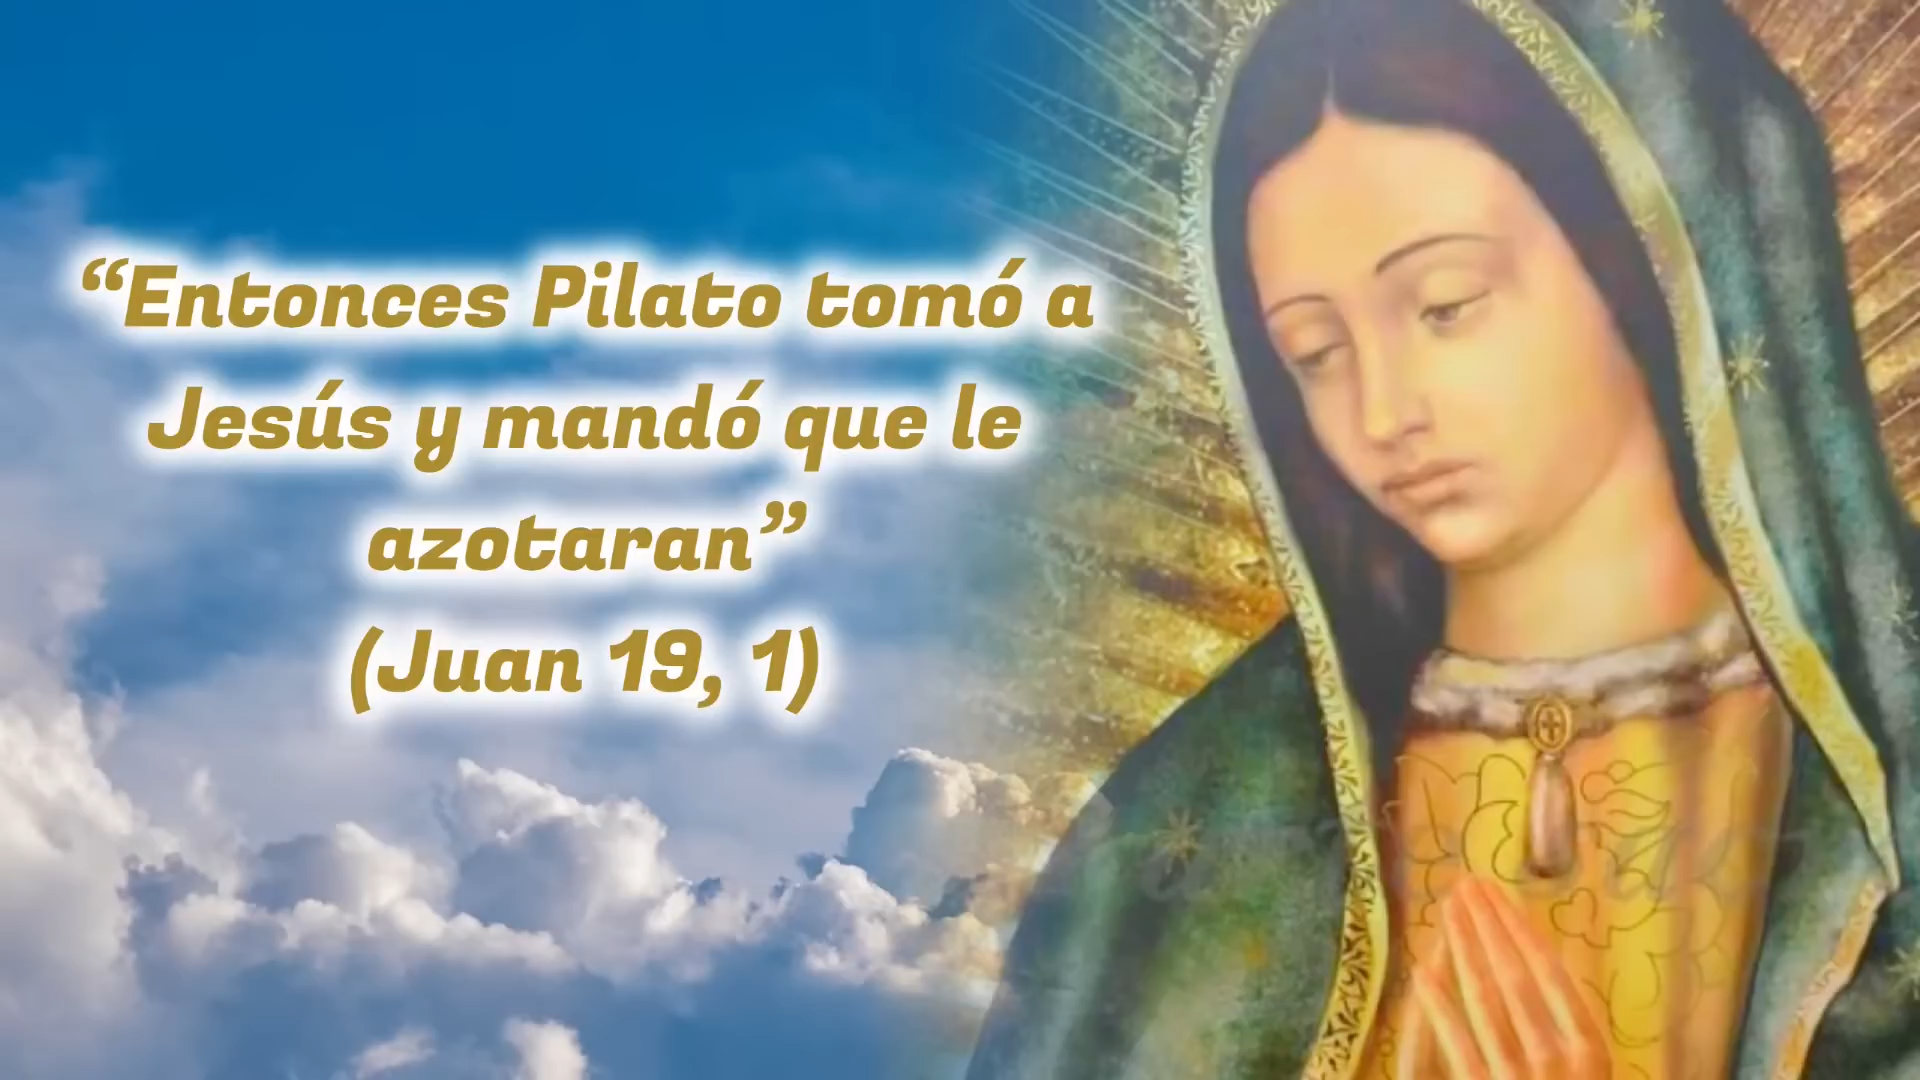 “Entonces Pilato tomó a
Jesús y mandó que le
azotaran”
(Juan 19, 1)